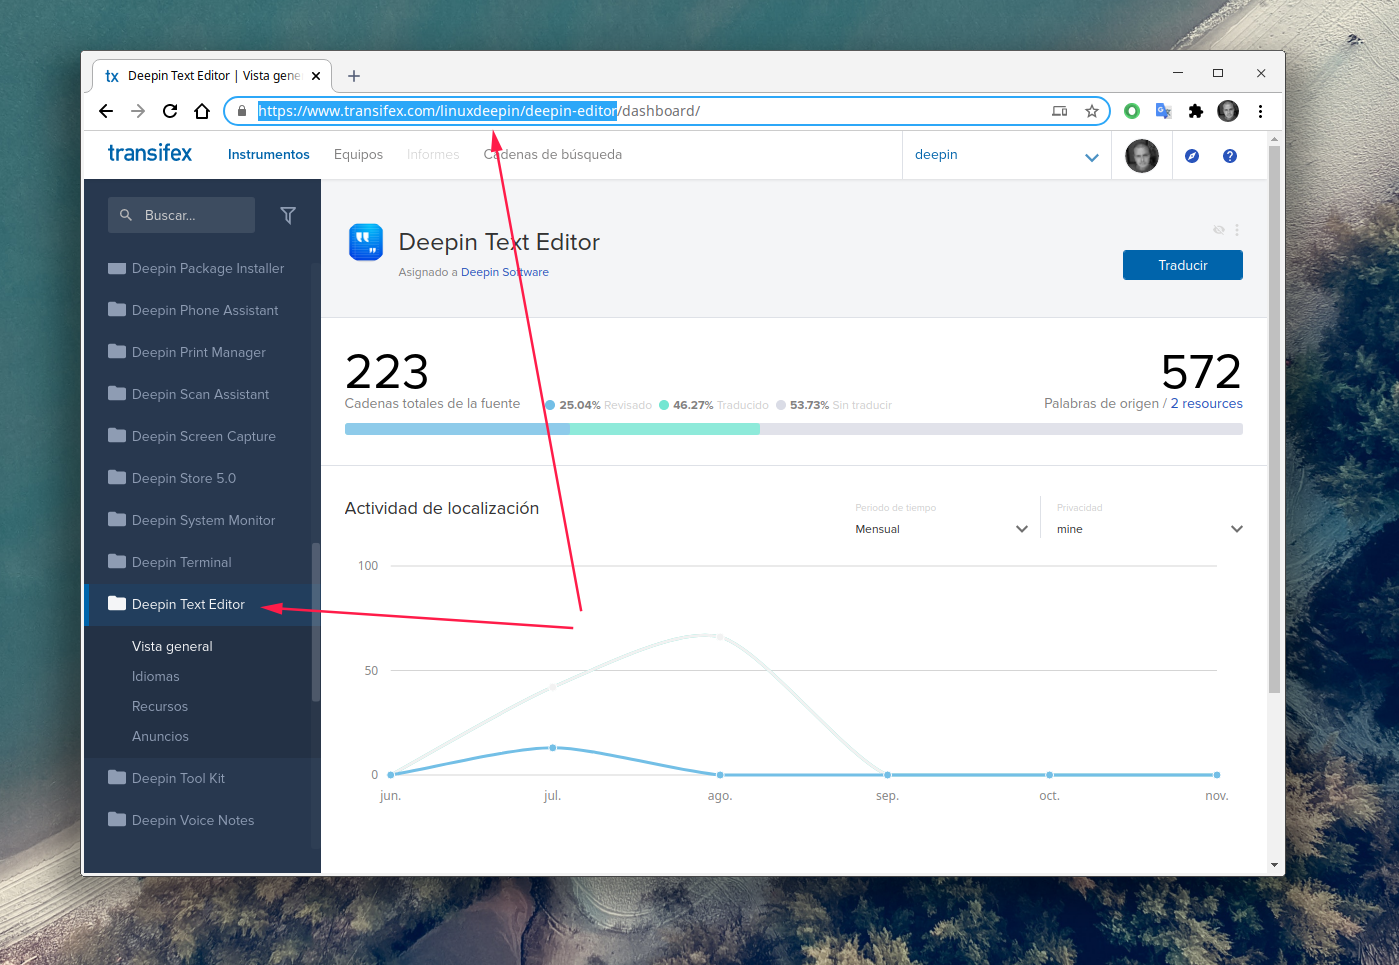 tx Deepin Text Editor | Vista gene
https://www.transifex.com/linuxdeepin/deepin-editor/dashboard/
transifex Instrumentos Equipos Informes Cadenas de búsqueda deepin
Buscar...
Deepin Package Installer
Deepin Phone Assistant
Deepin Print Manager
Deepin Scan Assistant
Deepin Screen Capture
Deepin Store 5.0
Deepin System Monitor
Deepin Terminal
Deepin Text Editor
Vista general
Idiomas
Recursos
Anuncios
Deepin Tool Kit
Deepin Voice Notes
Deepin Text Editor
Asignado a Deepin Software
Traducir
223
Cadenas totales de la fuente
25.04% Revisado 46.27% Traducido 53.73% Sin traducir
572
Palabras de origen / 2 resources
Actividad de localización
Periodo de tiempo
Mensual
Privacidad
mine
100
50
0
jun. jul. ago. sep. oct. nov.